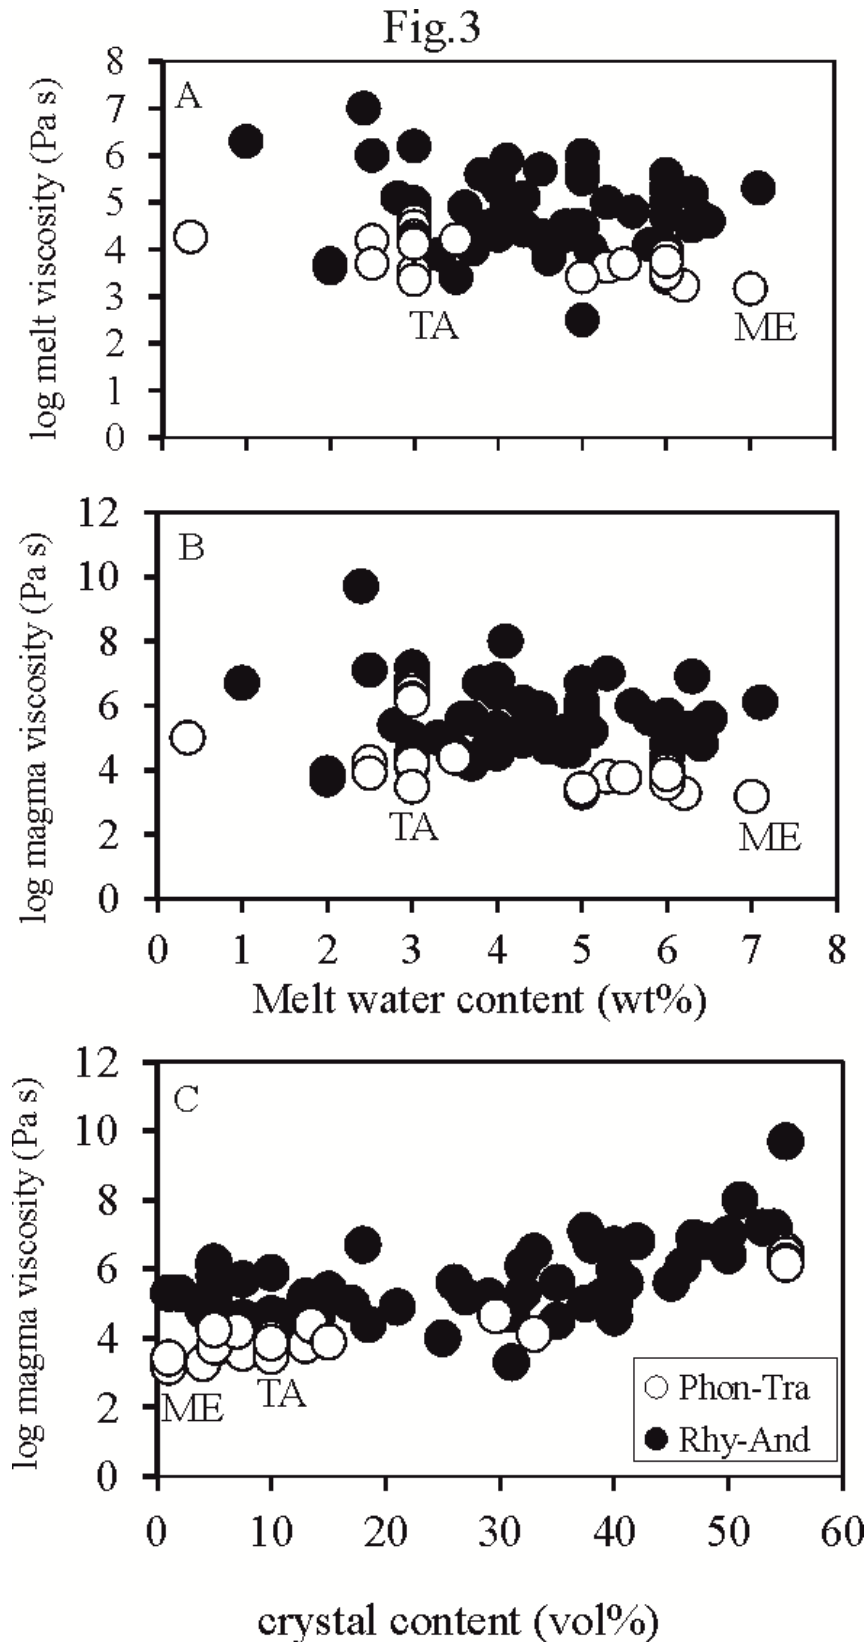 Fig.3
A
log melt viscosity (Pa s)
8
7
6
5
4
3
2
1
0
TA
ME
B
log magma viscosity (Pa s)
12
10
8
6
4
2
0
TA
ME
0 1 2 3 4 5 6 7 8
Melt water content (wt%)
C
log magma viscosity (Pa s)
12
10
8
6
4
2
0
ME
TA
Phon-Tra
Rhy-And
0 10 20 30 40 50 60
crystal content (vol%)